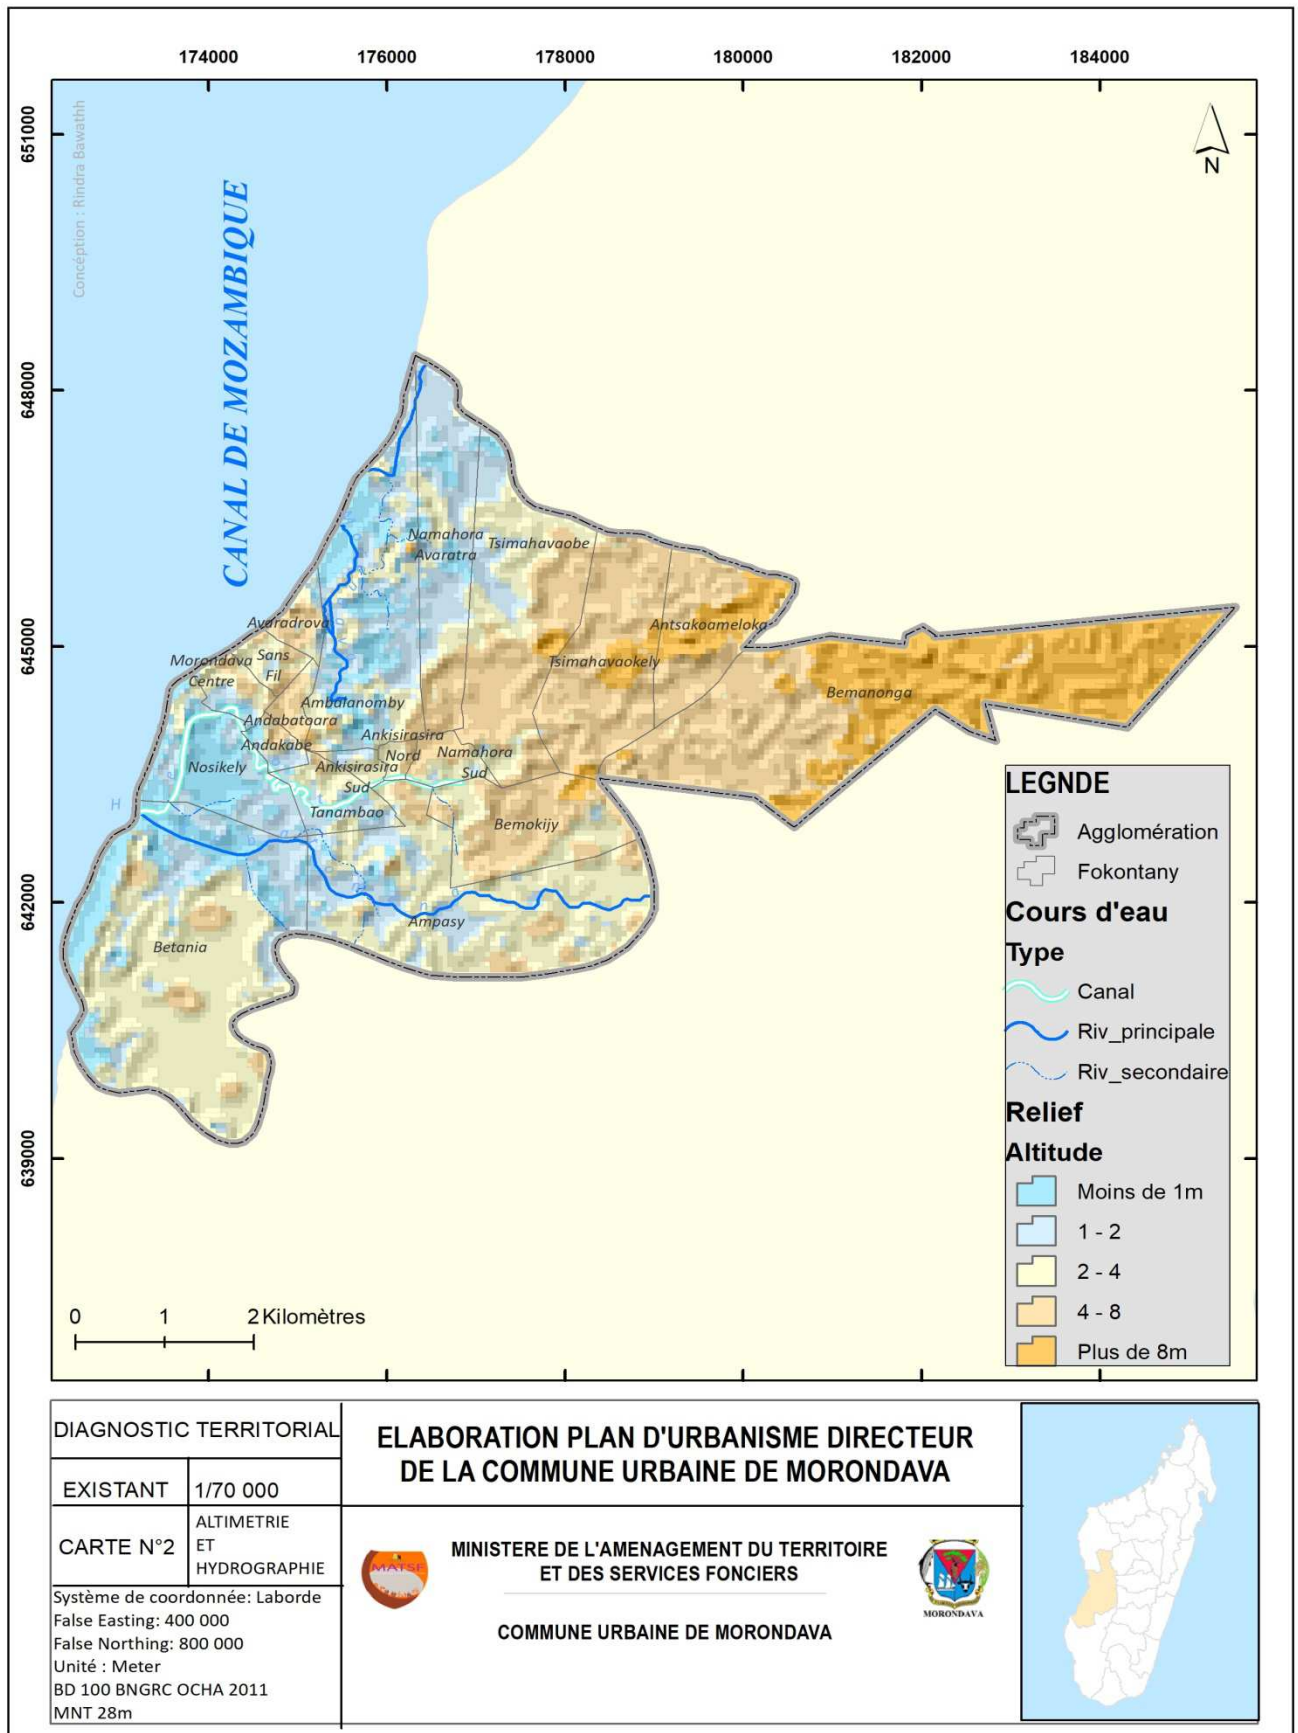 174000 176000 178000 180000 182000 184000
651000
648000
645000
642000
639000
Concéption : Rindra Bawathh
CANAL DE MOZAMBIQUE
N
Namahora
Avaratra
Tsimahavaobe
Avaradrova
Antsakoameloka
Morondava
Centre
Sans
Fil
Tsimahavaokely
Bemanonga
Ambalanomby
Andabatoara
Ankisirasira
Nord
Andakabe
Namahora
Sud
Nosikely
Ankisirasira
Sud
Tanambao
Bemokijy
H
Ampasy
Betania
LEGNDE
Agglomération
Fokontany
Cours d'eau
Type
Canal
Riv_principale
Riv_secondaire
Relief
Altitude
Moins de 1m
1 - 2
2 - 4
4 - 8
Plus de 8m
0 1 2 Kilomètres
DIAGNOSTIC TERRITORIAL
EXISTANT 1/70 000
CARTE N°2
ALTIMETRIE
ET
HYDROGRAPHIE
Système de coordonnée: Laborde
False Easting: 400 000
False Northing: 800 000
Unité : Meter
BD 100 BNGRC OCHA 2011
MNT 28m
ELABORATION PLAN D'URBANISME DIRECTEUR
DE LA COMMUNE URBAINE DE MORONDAVA
MATSF
MINISTERE DE L'AMENAGEMENT DU TERRITOIRE
ET DES SERVICES FONCIERS
COMMUNE URBAINE DE MORONDAVA
MORONDAVA